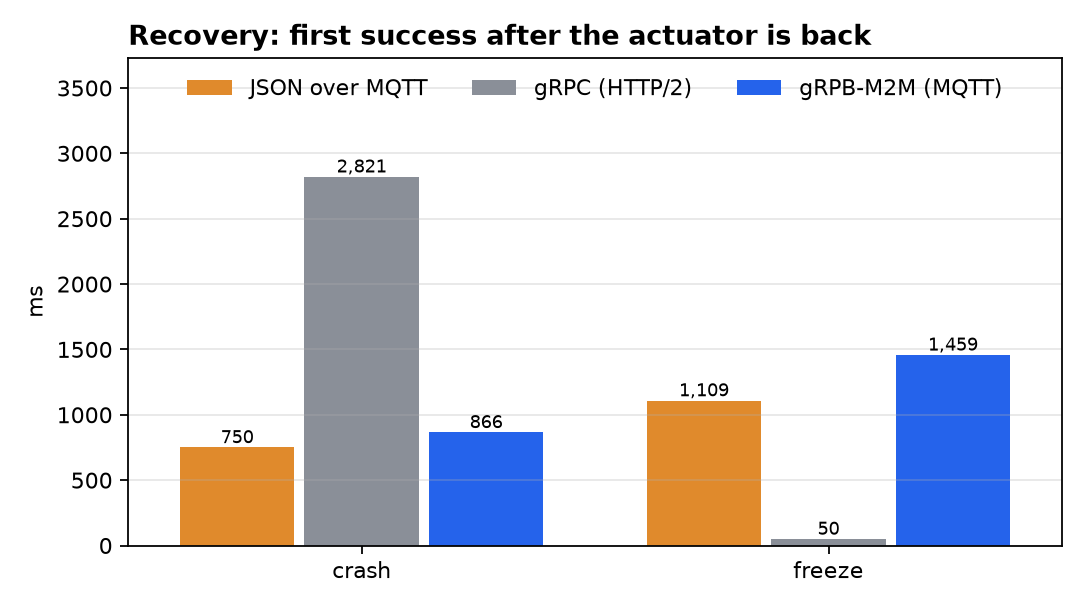 Recovery: first success after the actuator is back
JSON over MQTT gRPC (HTTP/2) gRPB-M2M (MQTT)
ms
3500
3000
2500
2000
1500
1000
500
0
750
2,821
866
1,109
50
1,459
crash
freeze